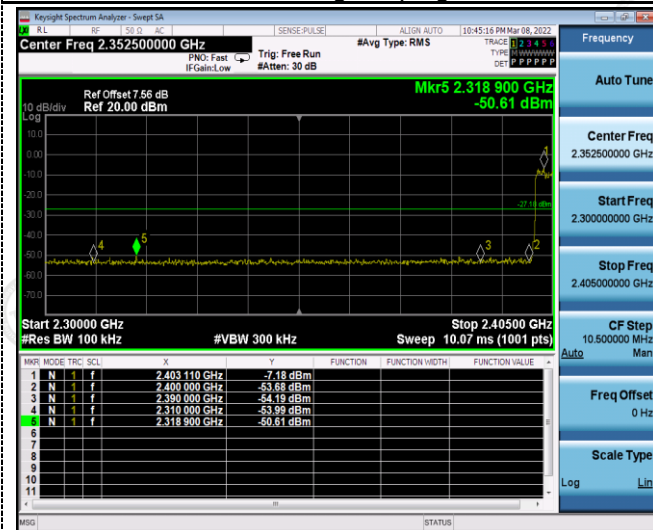 Keysight Spectrum Analyzer - Swept SA
RL RF 50 Ω AC SENSE:PULSE ALIGN AUTO 10:45:16 PM Mar 08, 2022
Center Freq 2.352500000 GHz #Avg Type: RMS TRACE 1 2 3 4 5 6
PNO: Fast Trig: Free Run TYPE M WWWWW
IFGain:Low #Atten: 30 dB DET P P P P P P
Mkr5 2.318 900 GHz
Ref Offset 7.56 dB
-50.61 dBm
10 dB/div Ref 20.00 dBm
Log
10.0
0.00
-10.0
-20.0
-30.0
-40.0
-50.0
-60.0
-70.0
1
-27.18 dBm
4 5 3 2
Start 2.30000 GHz Stop 2.40500 GHz
#Res BW 100 kHz #VBW 300 kHz Sweep 10.07 ms (1001 pts)
MKR MODE TRC SCL X Y FUNCTION FUNCTION WIDTH FUNCTION VALUE
1 N 1 f 2.403 110 GHz -7.18 dBm
2 N 1 f 2.400 000 GHz -53.68 dBm
3 N 1 f 2.390 000 GHz -54.19 dBm
4 N 1 f 2.310 000 GHz -53.99 dBm
5 N 1 f 2.318 900 GHz -50.61 dBm
6
7
8
9
10
11
MSG STATUS
Frequency
Auto Tune
Center Freq
2.352500000 GHz
Start Freq
2.300000000 GHz
Stop Freq
2.405000000 GHz
CF Step
10.500000 MHz
Auto Man
Freq Offset
0 Hz
Scale Type
Log Lin